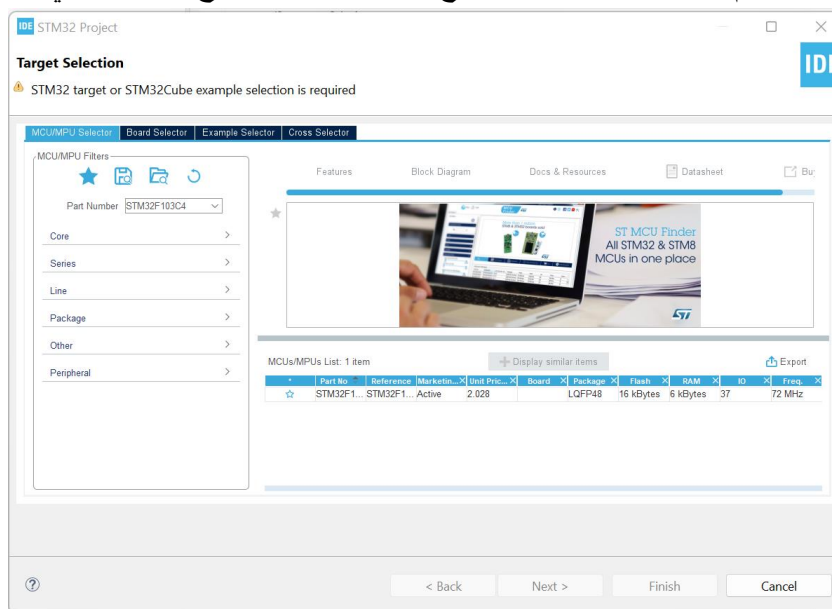 IDE STM32 Project
Target Selection
IDE
STM32 target or STM32Cube example selection is required
MCU/MPU Selector Board Selector Example Selector Cross Selector
MCU/MPU Filters
Part Number STM32F103C4
Core
Series
Line
Package
Other
Peripheral
Features Block Diagram Docs & Resources Datasheet Buy
ST MCU Finder
All STM32 & STM8
MCUs in one place
MCUs/MPUs List: 1 item Display similar items Export
* Part No Reference Marketin... X Unit Pric... X Board X Package X Flash X RAM X IO X Freq. X
STM32F1... STM32F1... Active 2.028 LQFP48 16 kBytes 6 kBytes 37 72 MHz
? < Back Next > Finish Cancel